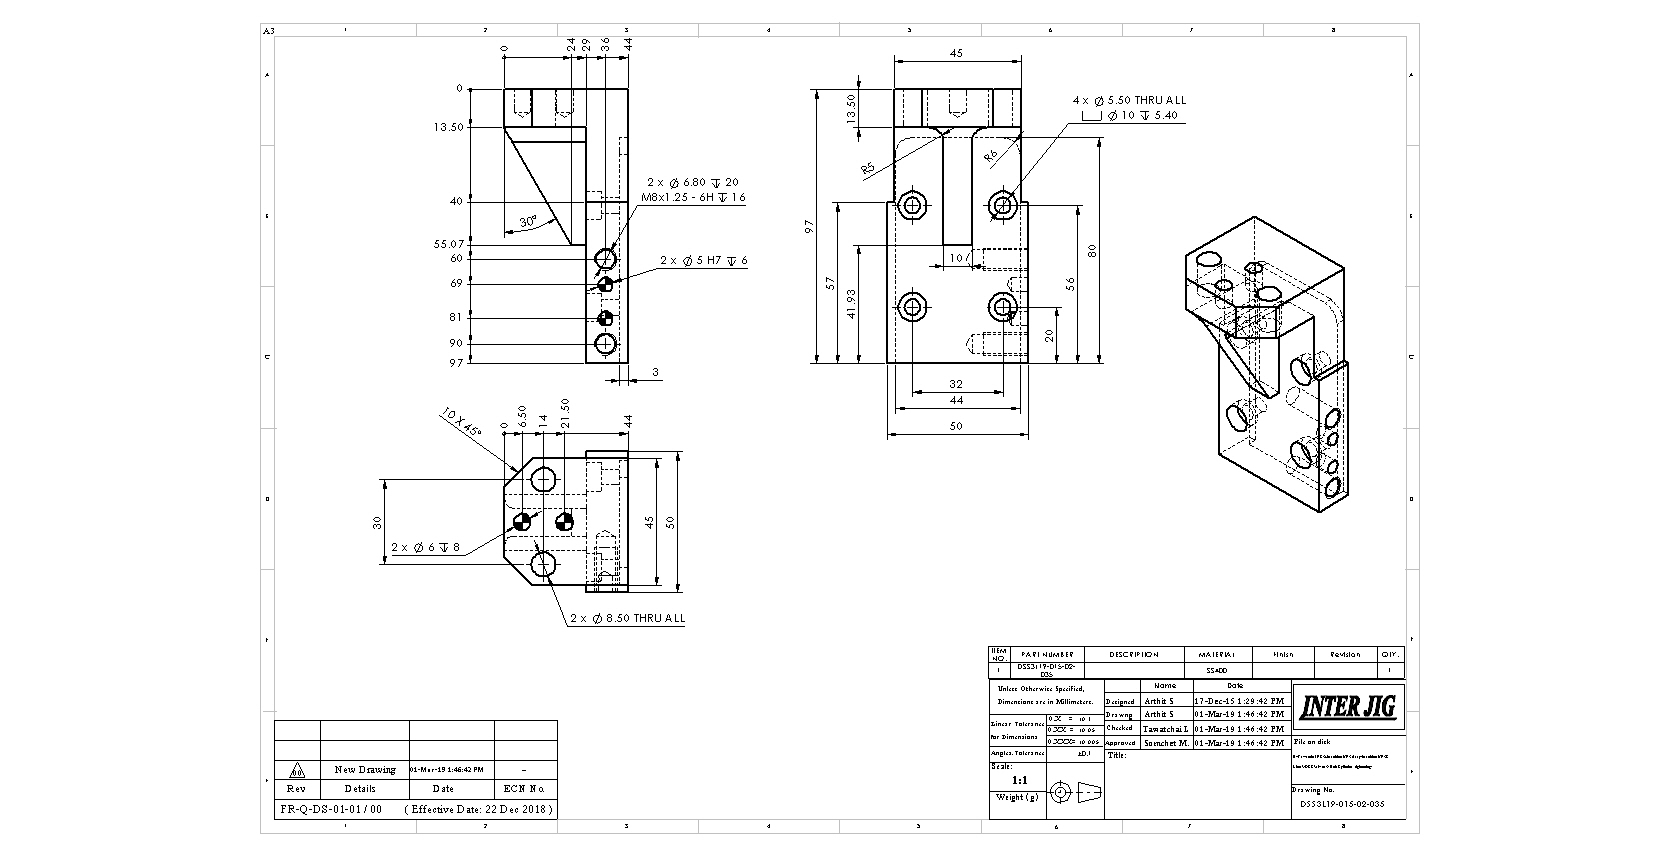 A3
1 2 3 4 5 6 7 8
0 24 29 36 44
0
13.50
40
55.07
60
69
81
90
97
30°
2 x Ø 6.80 ↧ 20
M8x1.25 - 6H ↧ 16
2 x Ø 5 H7 ↧ 6
3
45
13.50
97
57
41.93
R5
R6
4 x Ø 5.50 THRU ALL
⌴ Ø 10 ↧ 5.40
10
80
56
20
32
44
50
10 X 45°
0 6.50 14 21.50 44
30
45
50
2 x Ø 6 ↧ 8
2 x Ø 8.50 THRU ALL
ITEM NO. PART NUMBER DESCRIPTION MATERIAL Finish Revision QTY.
1 DSS3L19-015-02-035 SS400 1
Unless Otherwise Specified,
Dimensions are in Millimeters.
Linear Tolerance
for Dimensions
0.X = ±0.1
0.XX = ±0.05
0.XXX= ±0.005
Angles Tolerance ±0.1
Scale:
1:1
Weight (g)
Name Date
Designed Arthit S 17-Dec-15 1:29:42 PM
Drawing Arthit S 01-Mar-19 1:46:42 PM
Checked Tawatchai L 01-Mar-19 1:46:42 PM
Approved Somchet M. 01-Mar-19 1:46:42 PM
Title:
INTER JIG
File on disk
Drawing No.
DSS3L19-015-02-035
00 New Drawing 01-Mar-19 1:46:42 PM -
Rev Details Date ECN No.
FR-Q-DS-01-01 / 00 ( Effective Date: 22 Dec 2018 )
1 2 3 4 5 6 7 8